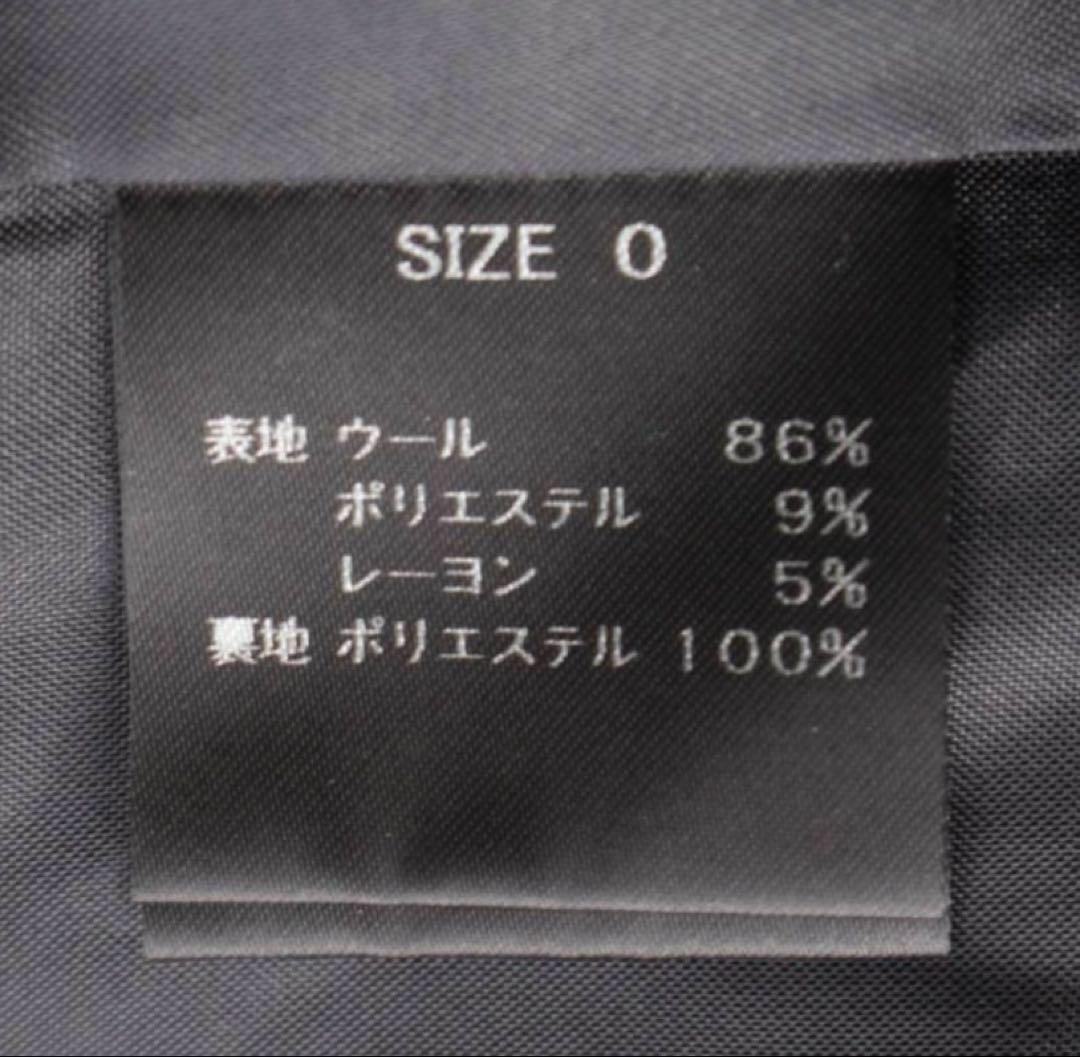 SIZE 0
表地 ウール 86%
ポリエステル 9%
レーヨン 5%
裏地 ポリエステル 100%